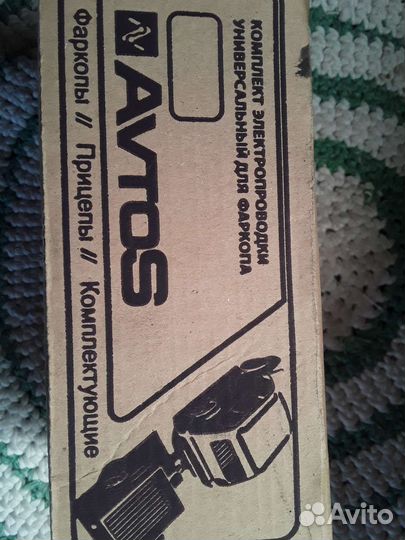 КОМПЛЕКТ ЭЛЕКТРОПРОВОДКИ
УНИВЕРСАЛЬНЫЙ ДЛЯ ФАРКОПА
AVTOS
Фаркопы // Прицепы // Комплектующие
Avito